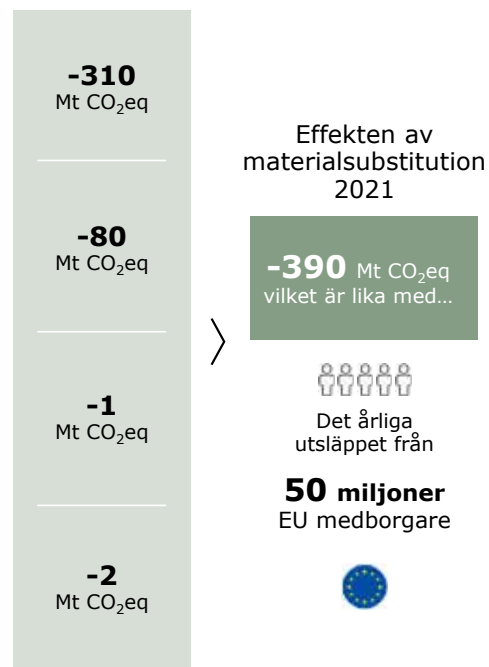 -310
Mt CO₂eq
-80
Mt CO₂eq
-1
Mt CO₂eq
-2
Mt CO₂eq
Effekten av
materialsubstitution
2021
-390 Mt CO₂eq
vilket är lika med…
Det årliga
utsläppet från
50 miljoner
EU medborgare